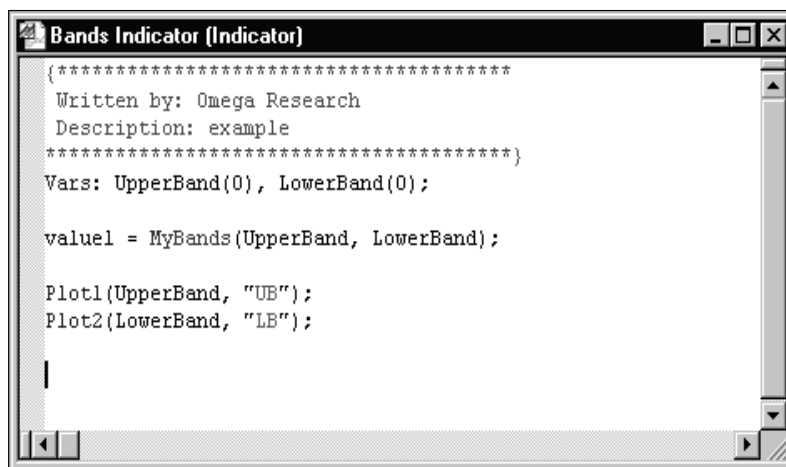 Bands Indicator (Indicator)
{***************************************
Written by: Omega Research
Description: example
****************************************}
Vars: UpperBand(0), LowerBand(0);
value1 = MyBands(UpperBand, LowerBand);
Plot1(UpperBand, "UB");
Plot2(LowerBand, "LB");